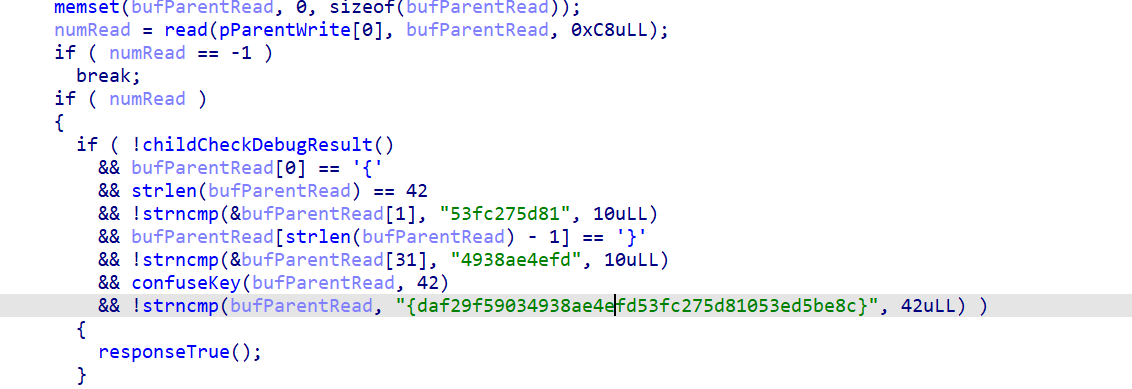 memset(bufParentRead, 0, sizeof(bufParentRead));
numRead = read(pParentWrite[0], bufParentRead, 0xC8uLL);
if ( numRead == -1 )
break;
if ( numRead )
{
if ( !childCheckDebugResult()
&& bufParentRead[0] == '{'
&& strlen(bufParentRead) == 42
&& !strncmp(&bufParentRead[1], "53fc275d81", 10uLL)
&& bufParentRead[strlen(bufParentRead) - 1] == '}'
&& !strncmp(&bufParentRead[31], "4938ae4efd", 10uLL)
&& confuseKey(bufParentRead, 42)
&& !strncmp(bufParentRead, "{daf29f59034938ae4efd53fc275d81053ed5be8c}", 42uLL) )
{
responseTrue();
}